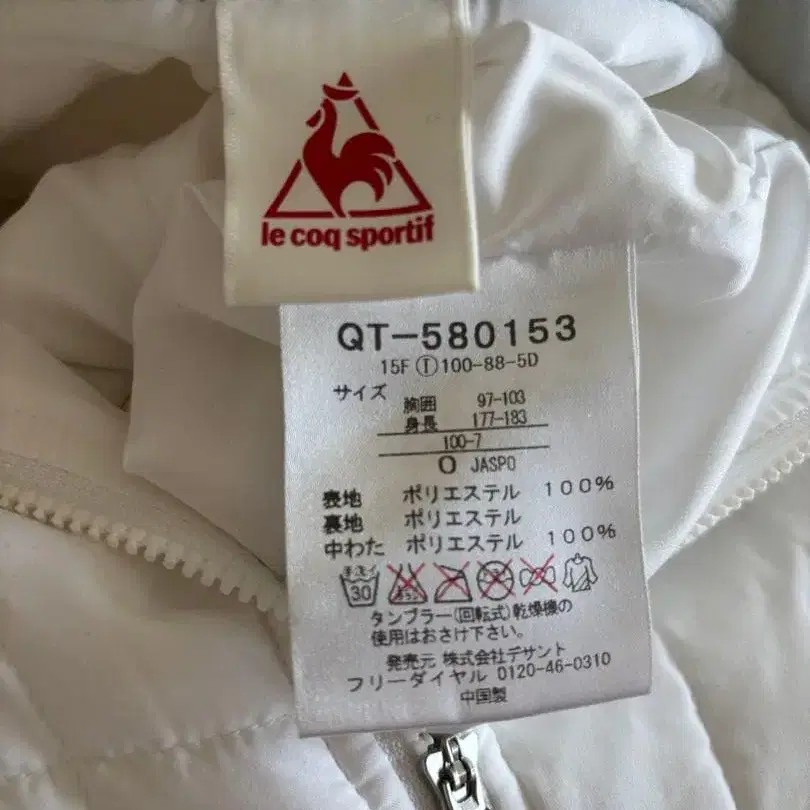 le coq sportif
QT-580153
15F Ⓣ100-88-5D
サイズ
胸囲 97-103
身長 177-183
100-7
O JASPO
表地 ポリエステル 100%
裏地 ポリエステル
中わた ポリエステル 100%
手洗イ
30
タンブラー(回転式)乾燥機の
使用はおさけ下さい。
発売元 株式会社デサント
フリーダイヤル 0120-46-0310
中国製